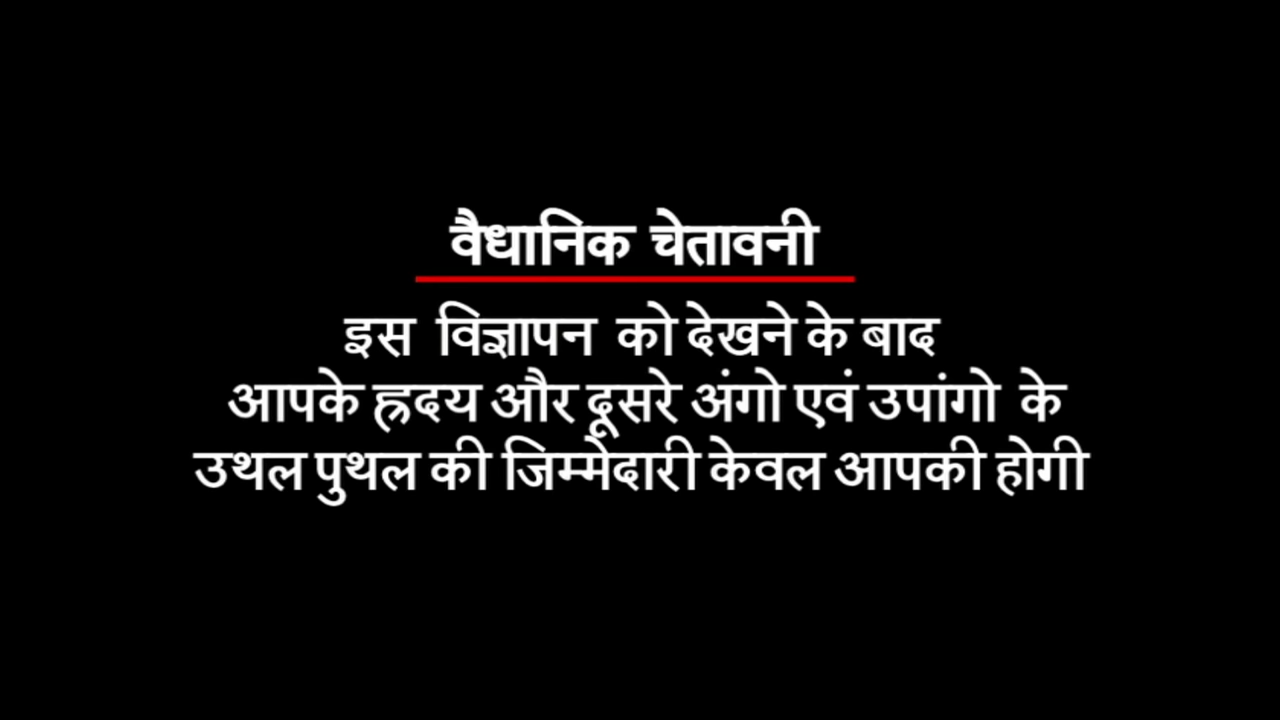 वैधानिक चेतावनी
इस विज्ञापन को देखने के बाद
आपके ह्रदय और दूसरे अंगो एवं उपांगो के
उथल पुथल की जिम्मेदारी केवल आपकी होगी